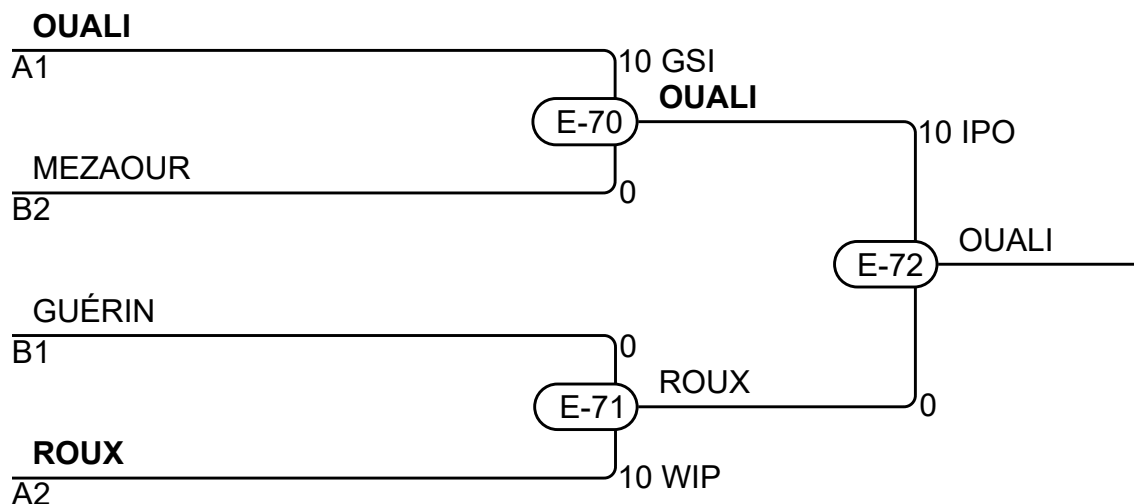 OUALI
A1
10 GSI
E-70
OUALI
10 IPO
MEZAOUR
B2
0
E-72
OUALI
GUÉRIN
B1
0
E-71
ROUX
0
ROUX
A2
10 WIP